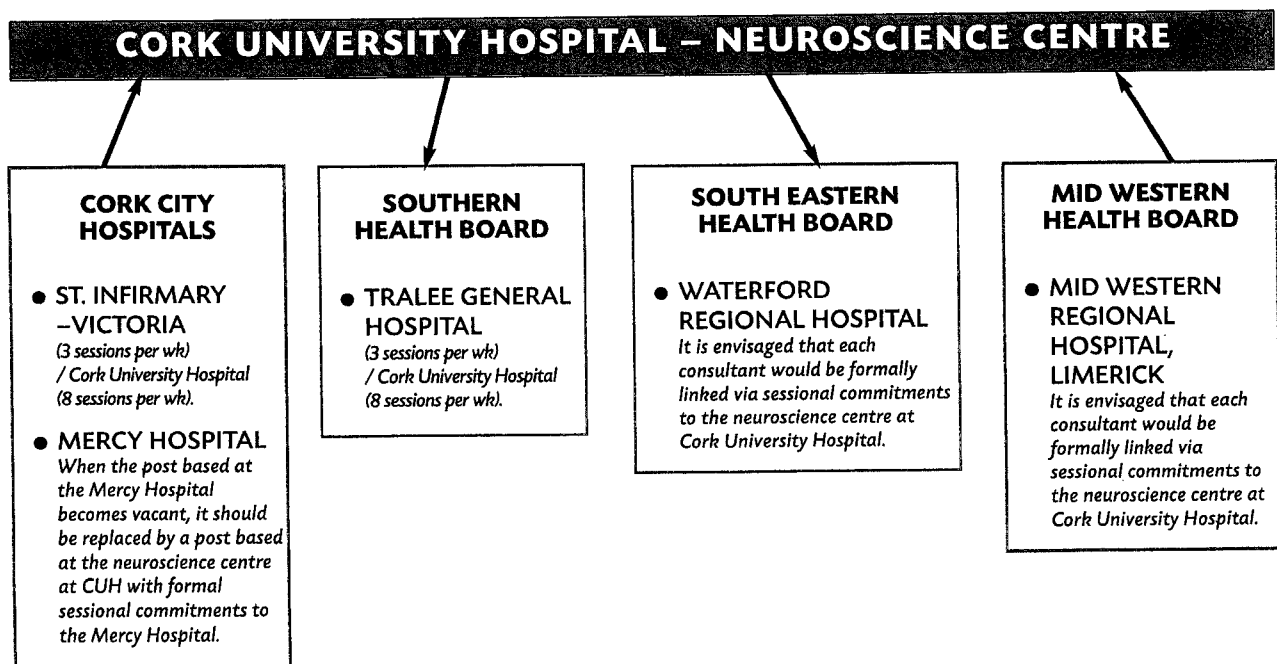 CORK UNIVERSITY HOSPITAL – NEUROSCIENCE CENTRE
CORK CITY
HOSPITALS
● ST. INFIRMARY
–VICTORIA
(3 sessions per wk)
/ Cork University Hospital
(8 sessions per wk).
● MERCY HOSPITAL
When the post based at
the Mercy Hospital
becomes vacant, it should
be replaced by a post based
at the neuroscience centre
at CUH with formal
sessional commitments to
the Mercy Hospital.
SOUTHERN
HEALTH BOARD
● TRALEE GENERAL
HOSPITAL
(3 sessions per wk)
/ Cork University Hospital
(8 sessions per wk).
SOUTH EASTERN
HEALTH BOARD
● WATERFORD
REGIONAL HOSPITAL
It is envisaged that each
consultant would be formally
linked via sessional commitments
to the neuroscience centre at
Cork University Hospital.
MID WESTERN
HEALTH BOARD
● MID WESTERN
REGIONAL
HOSPITAL,
LIMERICK
It is envisaged that each
consultant would be
formally linked via
sessional commitments to
the neuroscience centre at
Cork University Hospital.